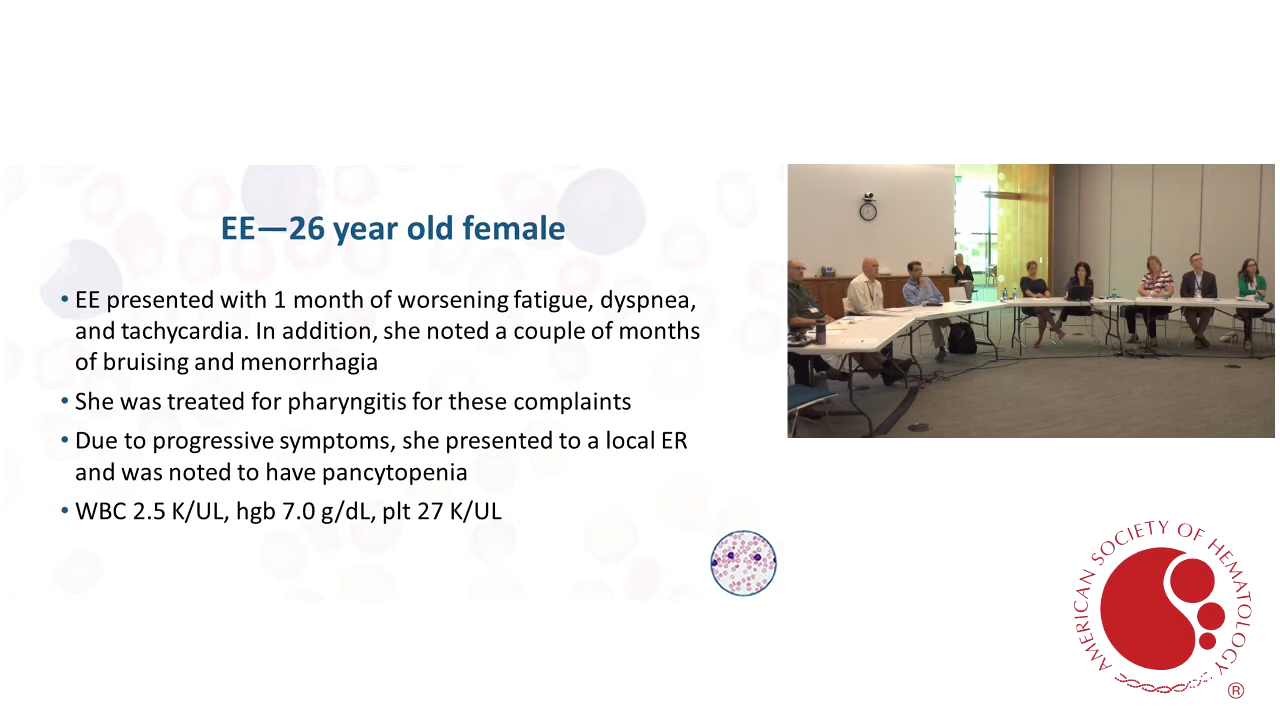 EE—26 year old female
• EE presented with 1 month of worsening fatigue, dyspnea,
and tachycardia. In addition, she noted a couple of months
of bruising and menorrhagia
• She was treated for pharyngitis for these complaints
• Due to progressive symptoms, she presented to a local ER
and was noted to have pancytopenia
• WBC 2.5 K/UL, hgb 7.0 g/dL, plt 27 K/UL
AMERICAN SOCIETY OF HEMATOLOGY
®